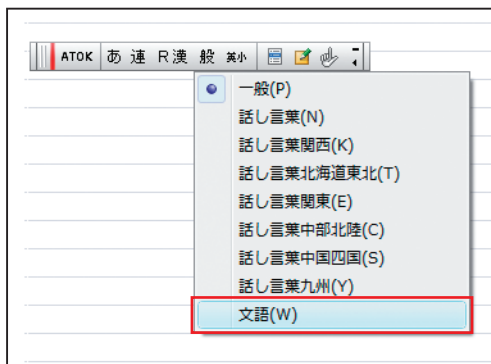 ATOK あ 連 R漢 般 英小
一般(P)
話し言葉(N)
話し言葉関西(K)
話し言葉北海道東北(T)
話し言葉関東(E)
話し言葉中部北陸(C)
話し言葉中国四国(S)
話し言葉九州(Y)
文語(W)